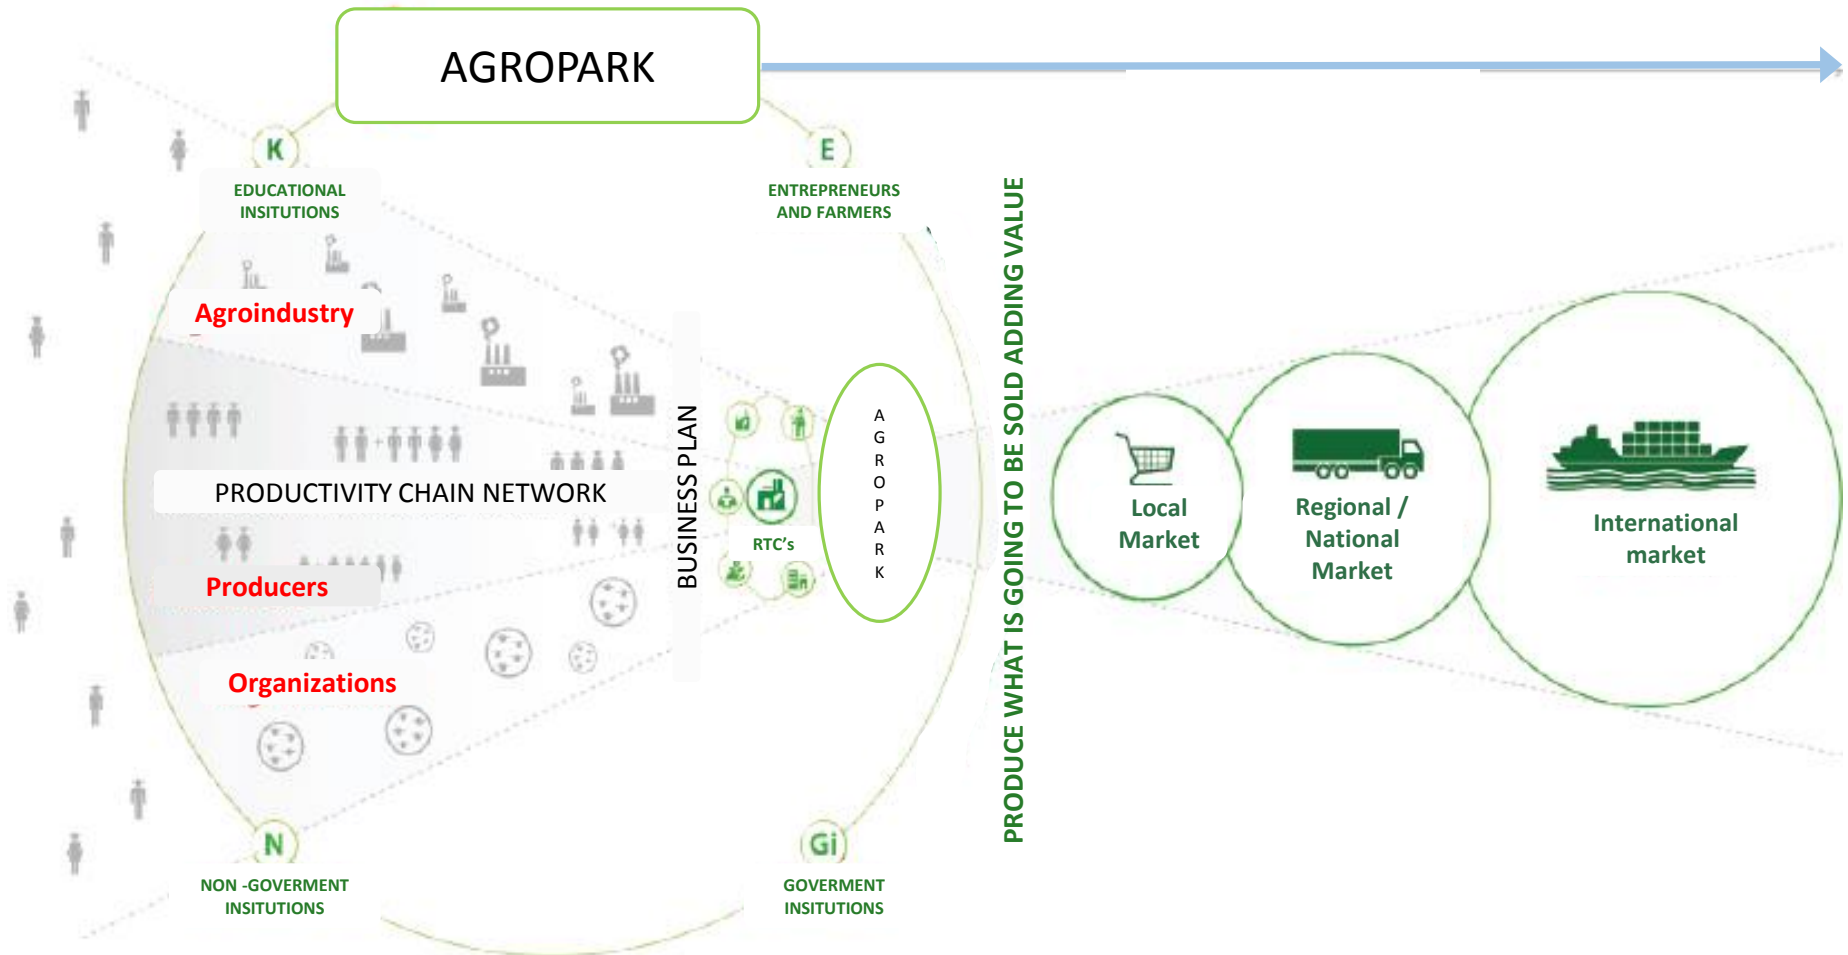 AGROPARK
K
E
EDUCATIONAL
INSITUTIONS
ENTREPRENEURS
AND FARMERS
Agroindustry
PRODUCTIVITY CHAIN NETWORK
Producers
Organizations
BUSINESS PLAN
RTC's
AGROPARK
PRODUCE WHAT IS GOING TO BE SOLD ADDING VALUE
Local
Market
Regional /
National
Market
International
market
N
Gi
NON -GOVERMENT
INSITUTIONS
GOVERMENT
INSITUTIONS